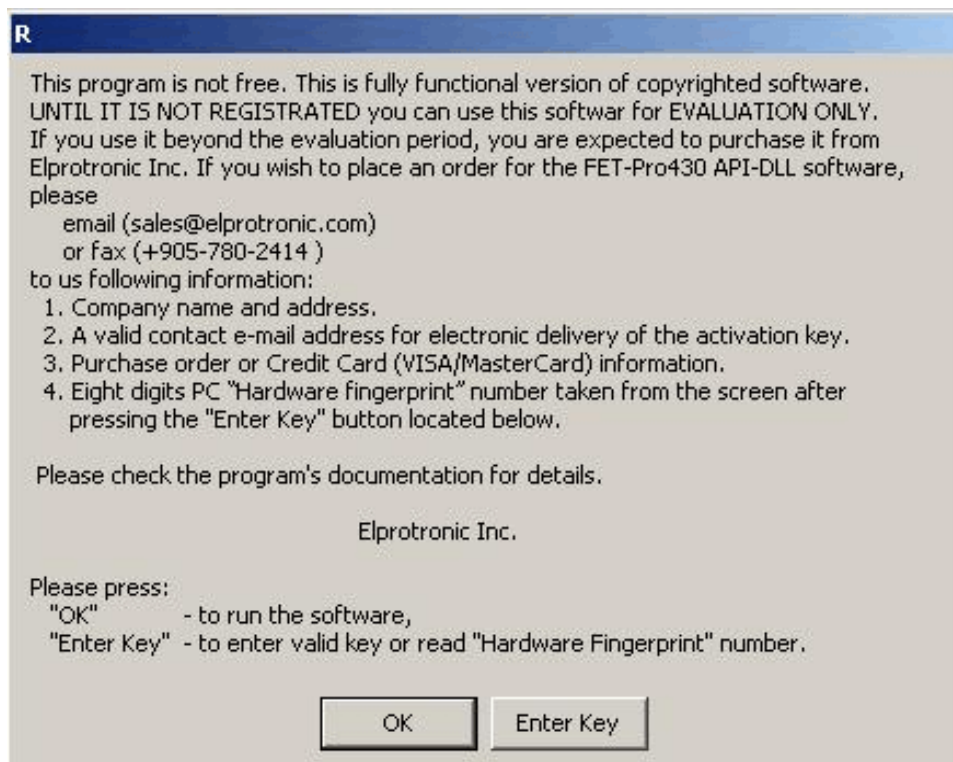 R
This program is not free. This is fully functional version of copyrighted software.
UNTIL IT IS NOT REGISTRATED you can use this softwar for EVALUATION ONLY.
If you use it beyond the evaluation period, you are expected to purchase it from
Elprotronic Inc. If you wish to place an order for the FET-Pro430 API-DLL software,
please
email (sales@elprotronic.com)
or fax (+905-780-2414 )
to us following information:
1. Company name and address.
2. A valid contact e-mail address for electronic delivery of the activation key.
3. Purchase order or Credit Card (VISA/MasterCard) information.
4. Eight digits PC “Hardware fingerprint” number taken from the screen after
pressing the "Enter Key" button located below.
Please check the program's documentation for details.
Elprotronic Inc.
Please press:
"OK" - to run the software,
"Enter Key" - to enter valid key or read "Hardware Fingerprint" number.
OK Enter Key